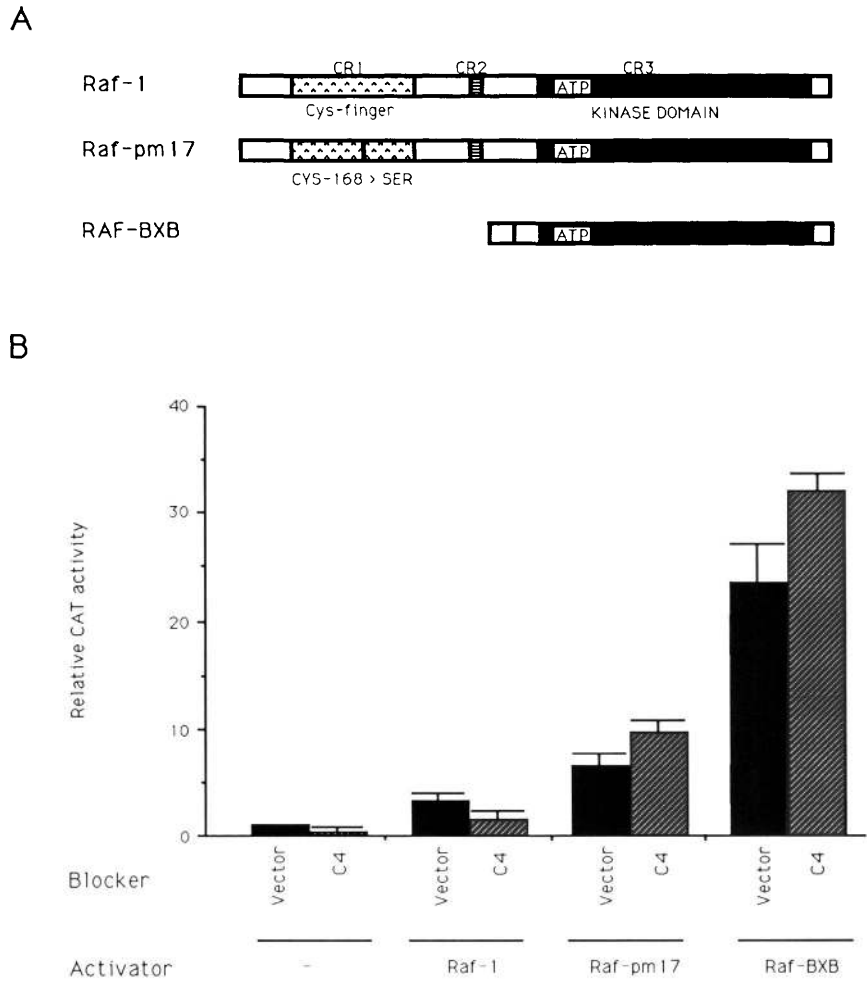 A
CR1 CR2 CR3
Raf-1 ATP
Cys-finger KINASE DOMAIN
Raf-pm17 ATP
CYS-168 > SER
RAF-BXB ATP
B
Relative CAT activity
40
30
20
10
0
Blocker Vector C4 Vector C4 Vector C4 Vector C4
Activator - Raf-1 Raf-pm17 Raf-BXB